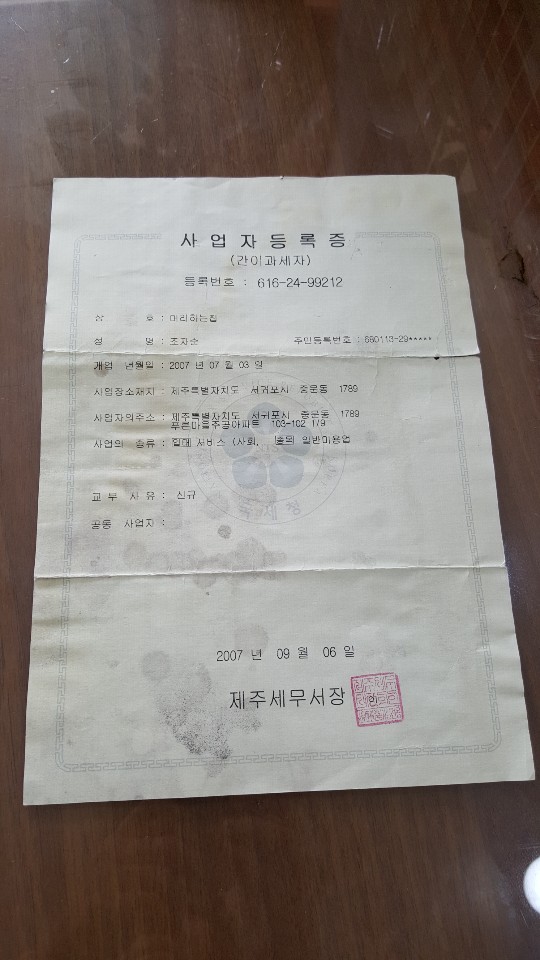 사업자등록증
(간이과세자)
등록번호 : 616-24-99212
상 호 : 머리하는집
성 명 : 조자순 주민등록번호 : 660113-29*****
개업 년월일 : 2007 년 07 월 03 일
사업장소재지 : 제주특별자치도 서귀포시 중문동 1789
사업자의주소 : 제주특별자치도 서귀포시 중문동 1789
푸른마을주공아파트 103-102 1/9
사업의 종류 : 업태 서비스 (사회, 종목 일반미용업
교 부 사 유 : 신규
공동 사업자 :
국세청
2007 년 09 월 06 일
제주세무서장